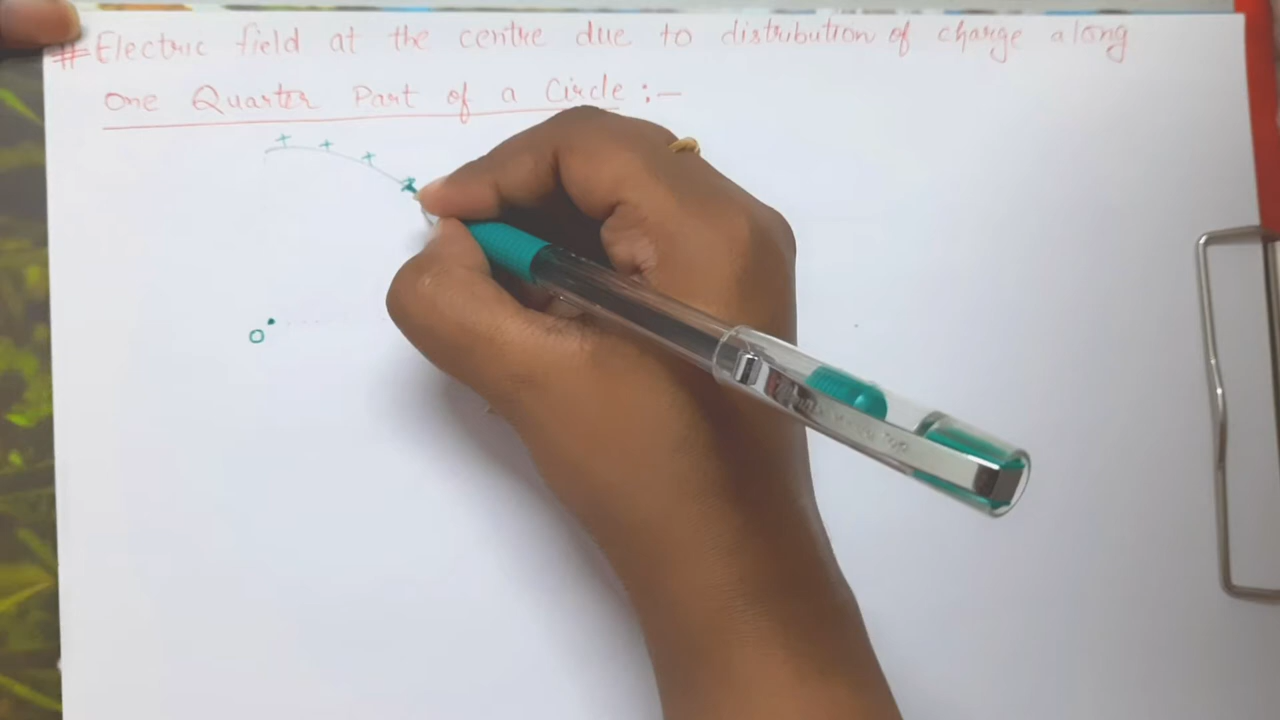 # Electric field at the centre due to distribution of charge along
One Quarter Part of a Circle :-
+ + + +
O